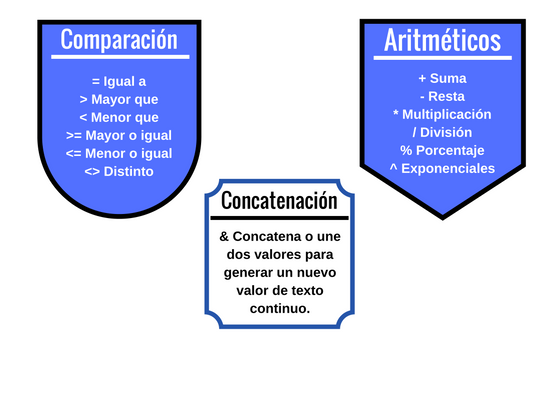 Comparación
= Igual a
> Mayor que
< Menor que
>= Mayor o igual
<= Menor o igual
<> Distinto
Aritméticos
+ Suma
- Resta
* Multiplicación
/ División
% Porcentaje
^ Exponenciales
Concatenación
& Concatena o une
dos valores para
generar un nuevo
valor de texto
continuo.